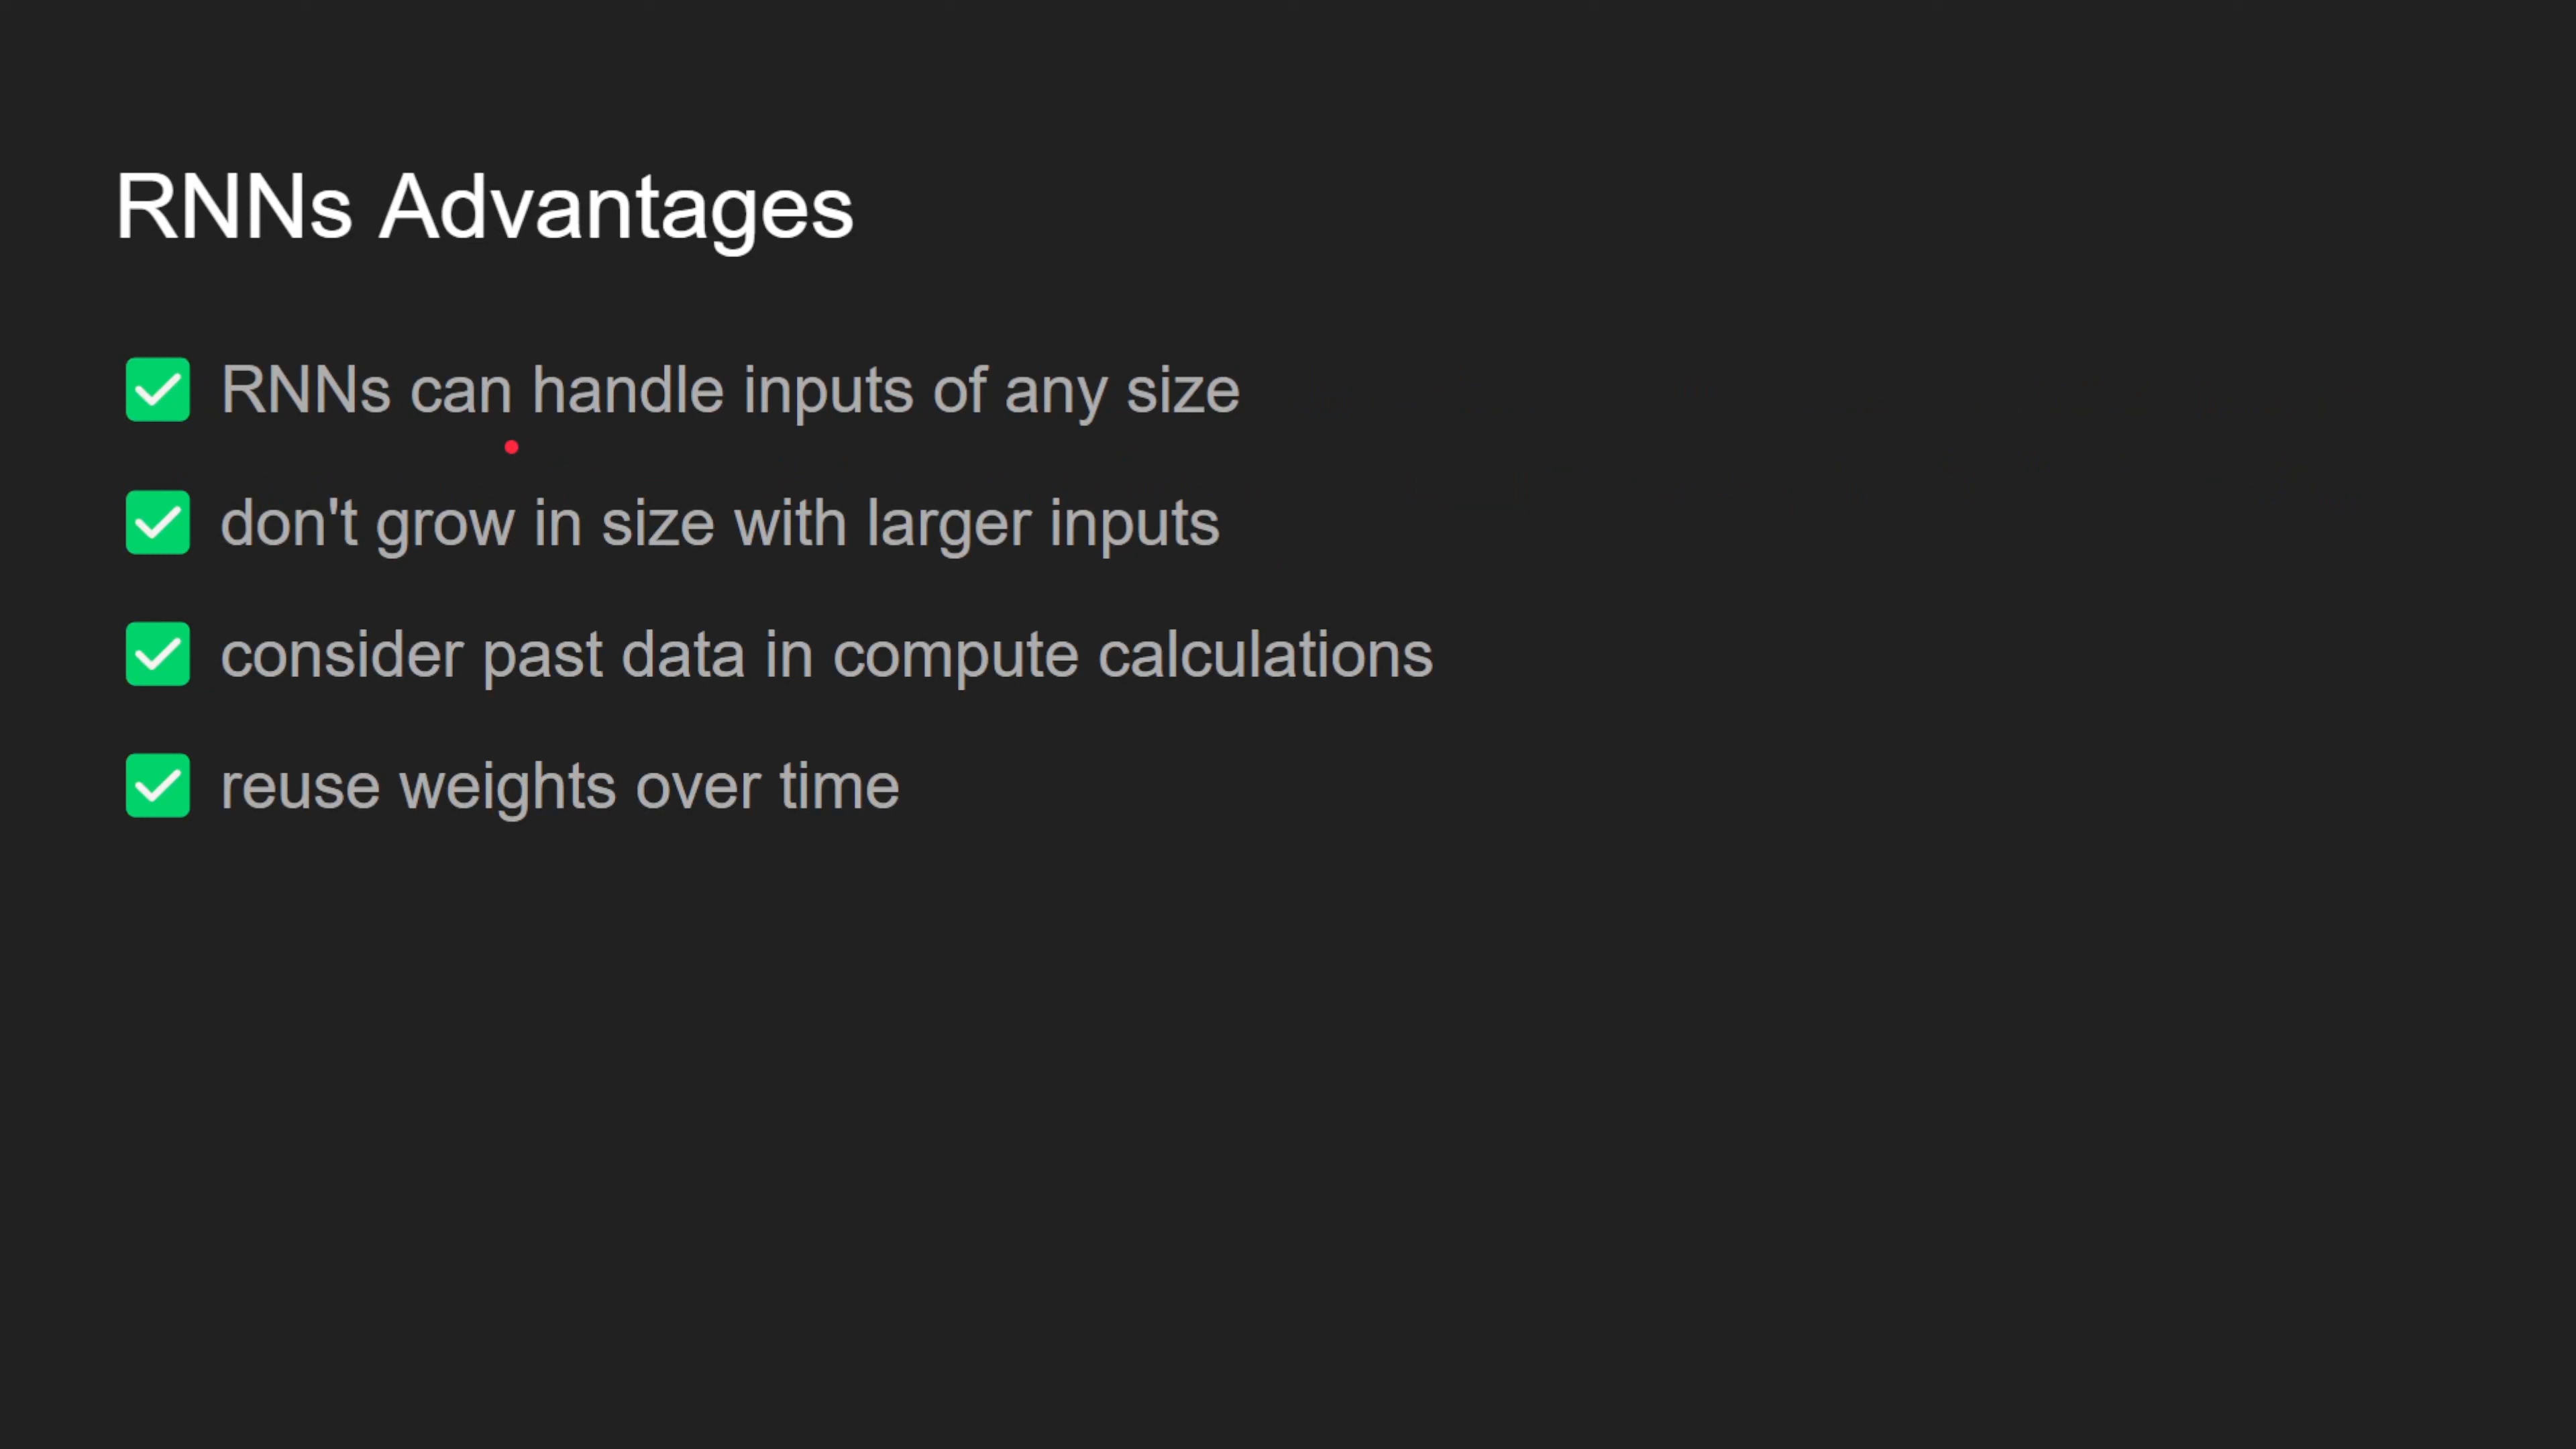 RNNs Advantages
RNNs can handle inputs of any size
don't grow in size with larger inputs
consider past data in compute calculations
reuse weights over time